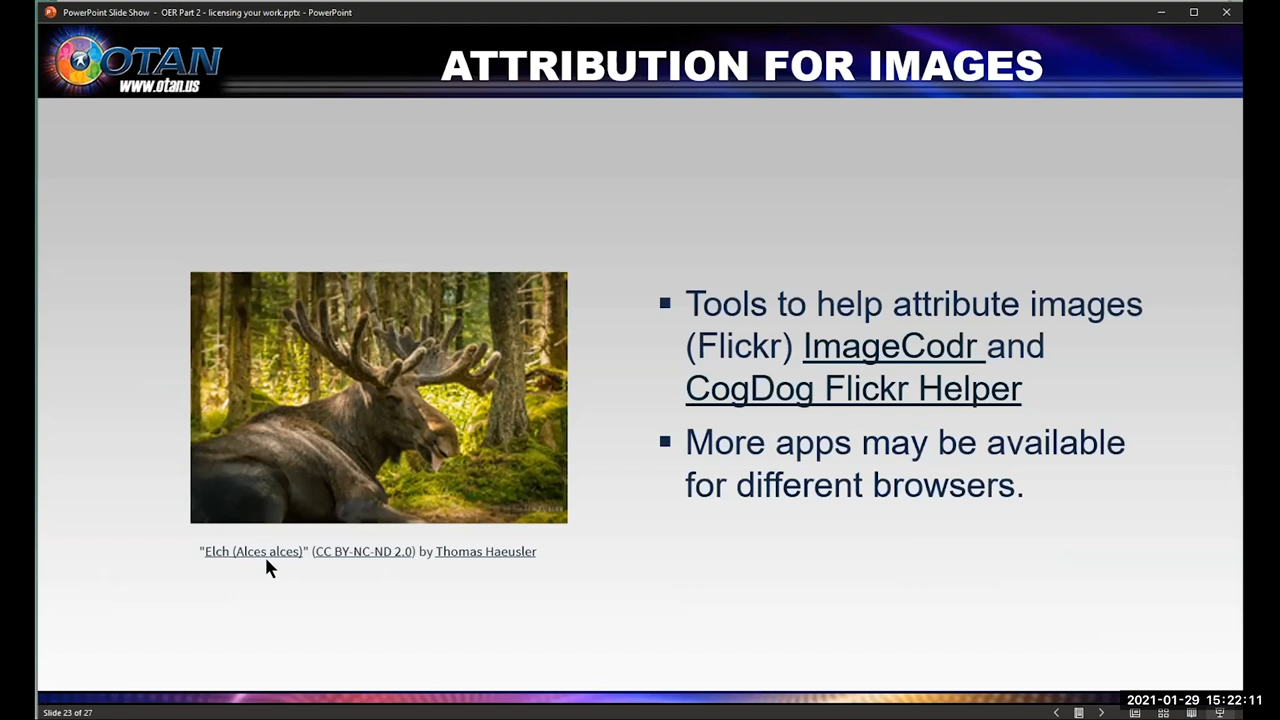 PowerPoint Slide Show - OER Part 2 - licensing your work.pptx - PowerPoint
OTAN
www.otan.us
ATTRIBUTION FOR IMAGES
Tools to help attribute images
(Flickr) ImageCodr and
CogDog Flickr Helper
More apps may be available
for different browsers.
"Elch (Alces alces)" (CC BY-NC-ND 2.0) by Thomas Haeusler
2021-01-29 15:22:11
Slide 23 of 27